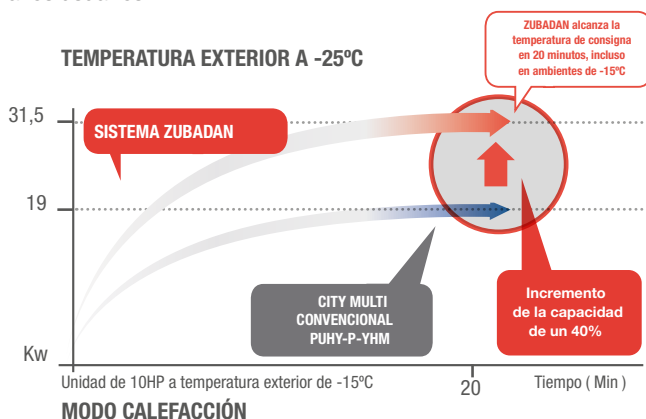 TEMPERATURA EXTERIOR A -25ºC
ZUBADAN alcanza la
temperatura de consigna
en 20 minutos, incluso
en ambientes de -15ºC
31,5
SISTEMA ZUBADAN
19
CITY MULTI
CONVENCIONAL
PUHY-P-YHM
Incremento
de la capacidad
de un 40%
Kw
Unidad de 10HP a temperatura exterior de -15ºC
20
Tiempo ( Min )
MODO CALEFACCIÓN